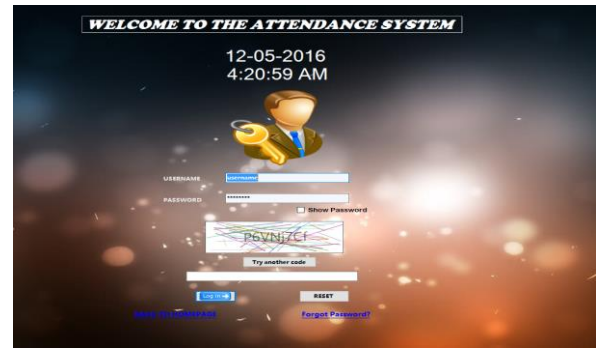 WELCOME TO THE ATTENDANCE SYSTEM
12-05-2016
4:20:59 AM
USERNAME username
PASSWORD ********
Show Password
P6VNJ7Cf
Try another code
Log in RESET
Forgot Password?